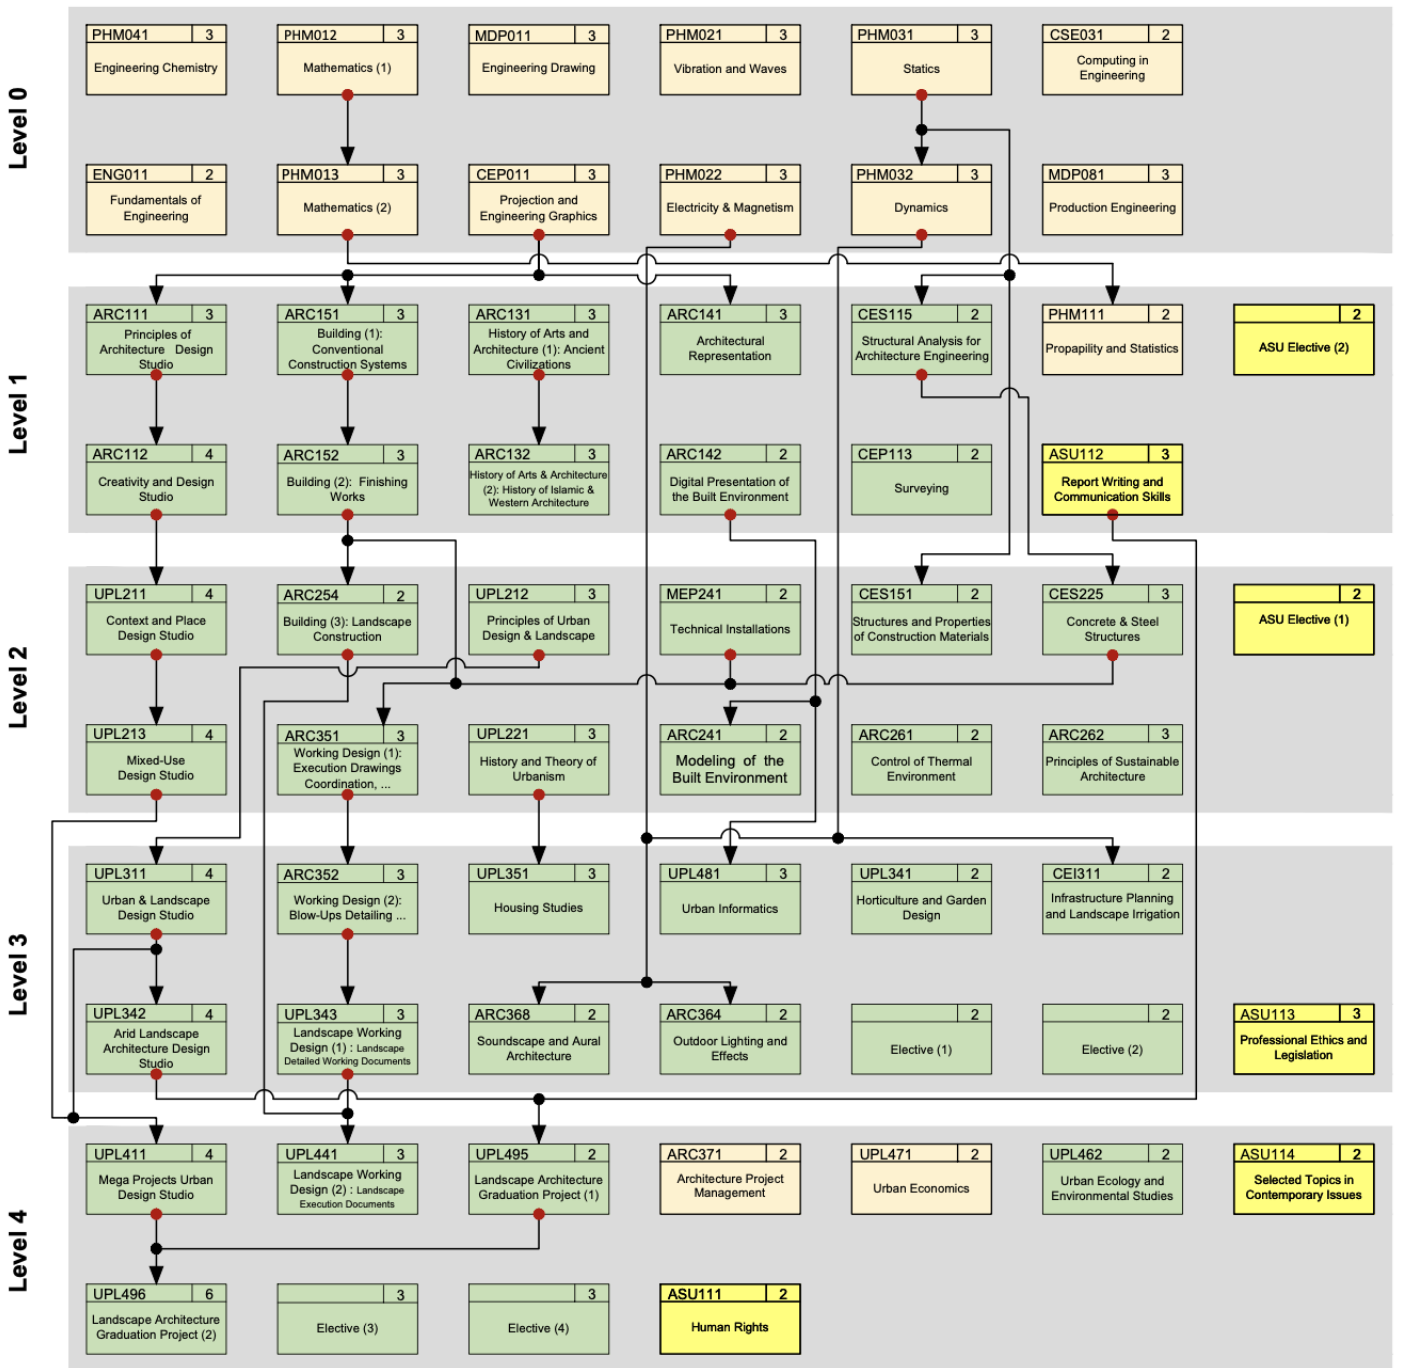 Level 0
PHM041 3
Engineering Chemistry
PHM012 3
Mathematics (1)
MDP011 3
Engineering Drawing
PHM021 3
Vibration and Waves
PHM031 3
Statics
CSE031 2
Computing in
Engineering
ENG011 2
Fundamentals of
Engineering
PHM013 3
Mathematics (2)
CEP011 3
Projection and
Engineering Graphics
PHM022 3
Electricity & Magnetism
PHM032 3
Dynamics
MDP081 3
Production Engineering
Level 1
ARC111 3
Principles of
Architecture Design
Studio
ARC151 3
Building (1):
Conventional
Construction Systems
ARC131 3
History of Arts and
Architecture (1): Ancient
Civilizations
ARC141 3
Architectural
Representation
CES115 2
Structural Analysis for
Architecture Engineering
PHM111 2
Propapility and Statistics
2
ASU Elective (2)
ARC112 4
Creativity and Design
Studio
ARC152 3
Building (2): Finishing
Works
ARC132 3
History of Arts & Architecture
(2): History of Islamic &
Western Architecture
ARC142 2
Digital Presentation of
the Built Environment
CEP113 2
Surveying
ASU112 3
Report Writing and
Communication Skills
Level 2
UPL211 4
Context and Place
Design Studio
ARC254 2
Building (3): Landscape
Construction
UPL212 3
Principles of Urban
Design & Landscape
MEP241 2
Technical Installations
CES151 2
Structures and Properties
of Construction Materials
CES225 3
Concrete & Steel
Structures
2
ASU Elective (1)
UPL213 4
Mixed-Use
Design Studio
ARC351 3
Working Design (1):
Execution Drawings
Coordination, ...
UPL221 3
History and Theory of
Urbanism
ARC241 2
Modeling of the
Built Environment
ARC261 2
Control of Thermal
Environment
ARC262 3
Principles of Sustainable
Architecture
Level 3
UPL311 4
Urban & Landscape
Design Studio
ARC352 3
Working Design (2):
Blow-Ups Detailing ...
UPL351 3
Housing Studies
UPL481 3
Urban Informatics
UPL341 2
Horticulture and Garden
Design
CEI311 2
Infrastructure Planning
and Landscape Irrigation
UPL342 4
Arid Landscape
Architecture Design
Studio
UPL343 3
Landscape Working
Design (1) : Landscape
Detailed Working Documents
ARC368 2
Soundscape and Aural
Architecture
ARC364 2
Outdoor Lighting and
Effects
2
Elective (1)
2
Elective (2)
ASU113 3
Professional Ethics and
Legislation
Level 4
UPL411 4
Mega Projects Urban
Design Studio
UPL441 3
Landscape Working
Design (2) : Landscape
Execution Documents
UPL495 2
Landscape Architecture
Graduation Project (1)
ARC371 2
Architecture Project
Management
UPL471 2
Urban Economics
UPL462 2
Urban Ecology and
Environmental Studies
ASU114 2
Selected Topics in
Contemporary Issues
UPL496 6
Landscape Architecture
Graduation Project (2)
3
Elective (3)
3
Elective (4)
ASU111 2
Human Rights